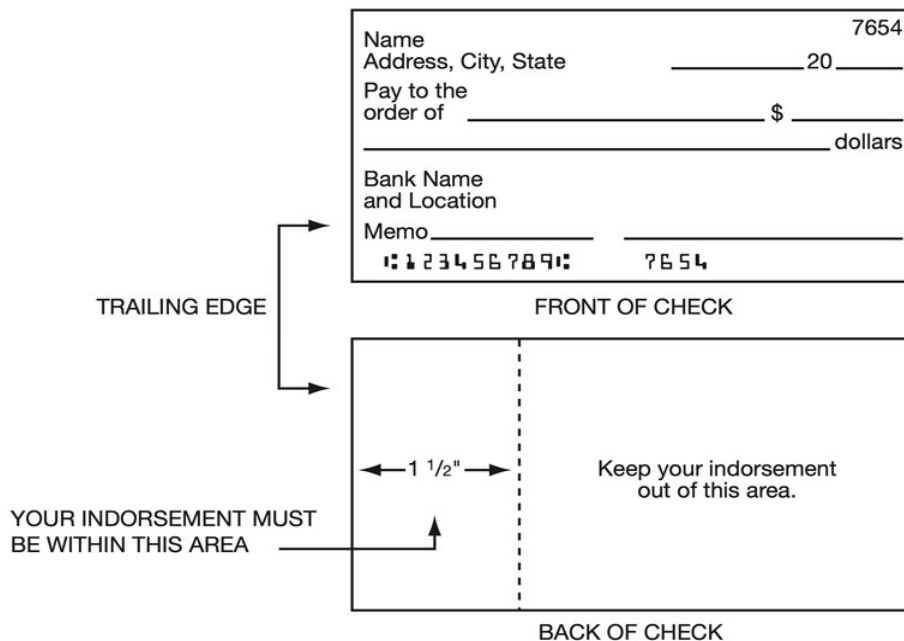 7654
Name
Address, City, State 20
Pay to the
order of $
dollars
Bank Name
and Location
Memo
⑆123456789⑆ 7654
TRAILING EDGE
FRONT OF CHECK
1 1/2"
Keep your indorsement
out of this area.
YOUR INDORSEMENT MUST
BE WITHIN THIS AREA
BACK OF CHECK